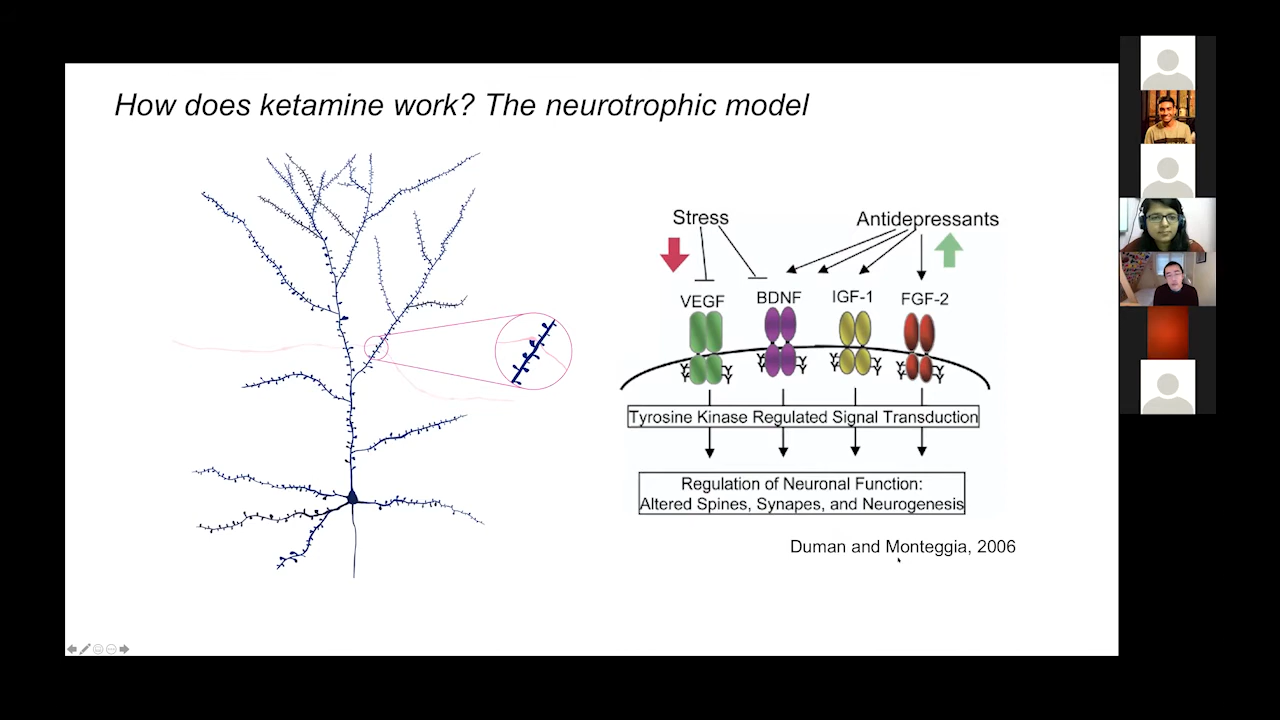 How does ketamine work? The neurotrophic model
Stress
Antidepressants
VEGF
BDNF
IGF-1
FGF-2
Tyrosine Kinase Regulated Signal Transduction
Regulation of Neuronal Function:
Altered Spines, Synapes, and Neurogenesis
Duman and Monteggia, 2006